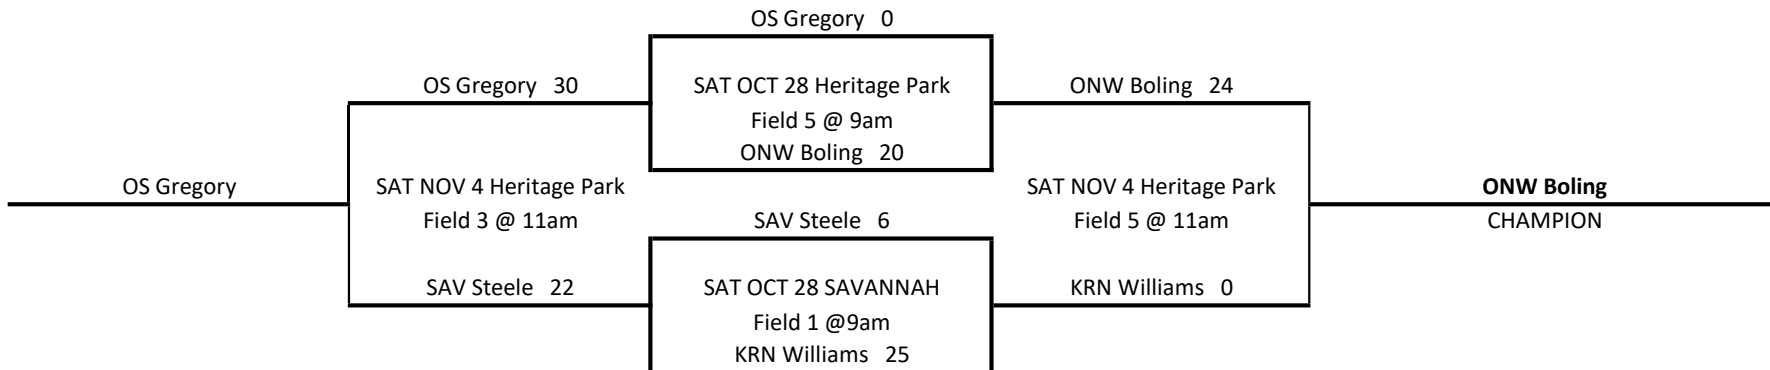 OS Gregory 0
OS Gregory 30
SAT OCT 28 Heritage Park
ONW Boling 24
Field 5 @ 9am
ONW Boling 20
OS Gregory
SAT NOV 4 Heritage Park
SAT NOV 4 Heritage Park
ONW Boling
Field 3 @ 11am
SAV Steele 6
Field 5 @ 11am
CHAMPION
SAV Steele 22
SAT OCT 28 SAVANNAH
KRN Williams 0
Field 1 @9am
KRN Williams 25